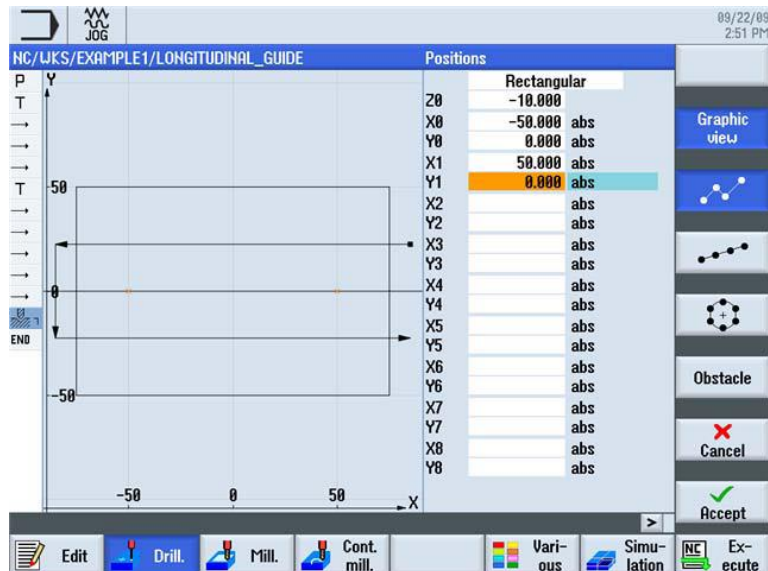 JOG
09/22/09
2:51 PM
NC/WKS/EXAMPLE1/LONGITUDINAL_GUIDE
Positions
P
T
T
END
Y
50
0
-50
-50 0 50
X
Rectangular
Z0 -10.000
X0 -50.000 abs
Y0 0.000 abs
X1 50.000 abs
Y1 0.000 abs
X2 abs
Y2 abs
X3 abs
Y3 abs
X4 abs
Y4 abs
X5 abs
Y5 abs
X6 abs
Y6 abs
X7 abs
Y7 abs
X8 abs
Y8 abs
>
Graphic
view
Obstacle
Cancel
Accept
Edit
Drill.
Mill.
Cont.
mill.
Vari-
ous
Simu-
lation
NC
Ex-
ecute